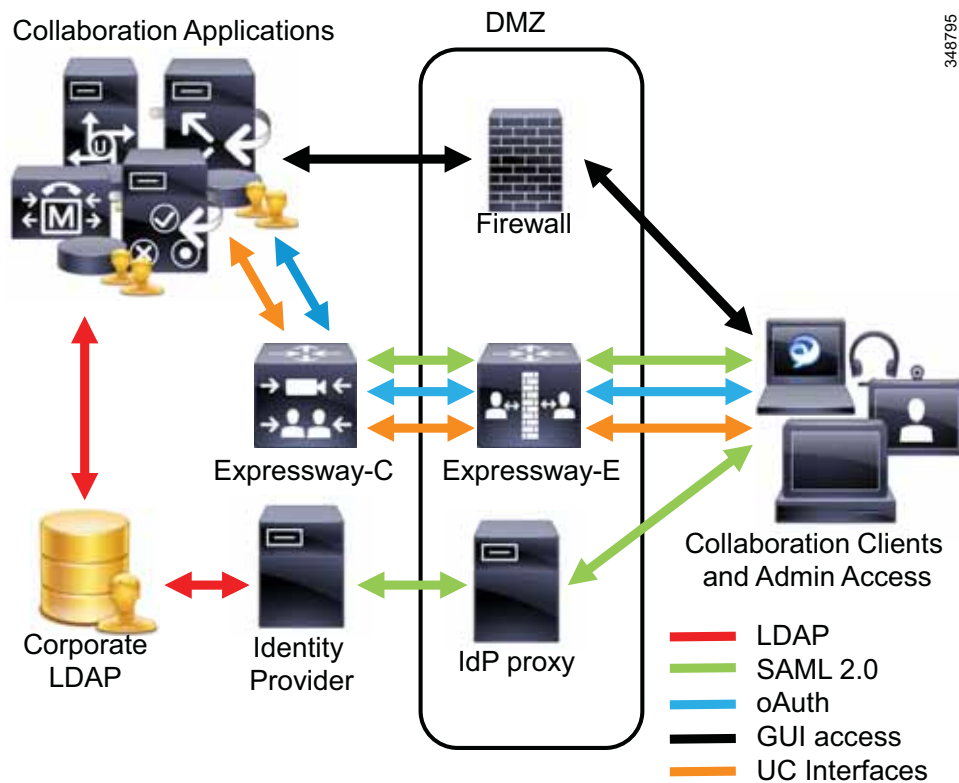 Collaboration Applications
DMZ
348795
U
M
Firewall
Expressway-C
Expressway-E
Collaboration Clients
and Admin Access
Corporate
LDAP
Identity
Provider
IdP proxy
LDAP
SAML 2.0
oAuth
GUI access
UC Interfaces